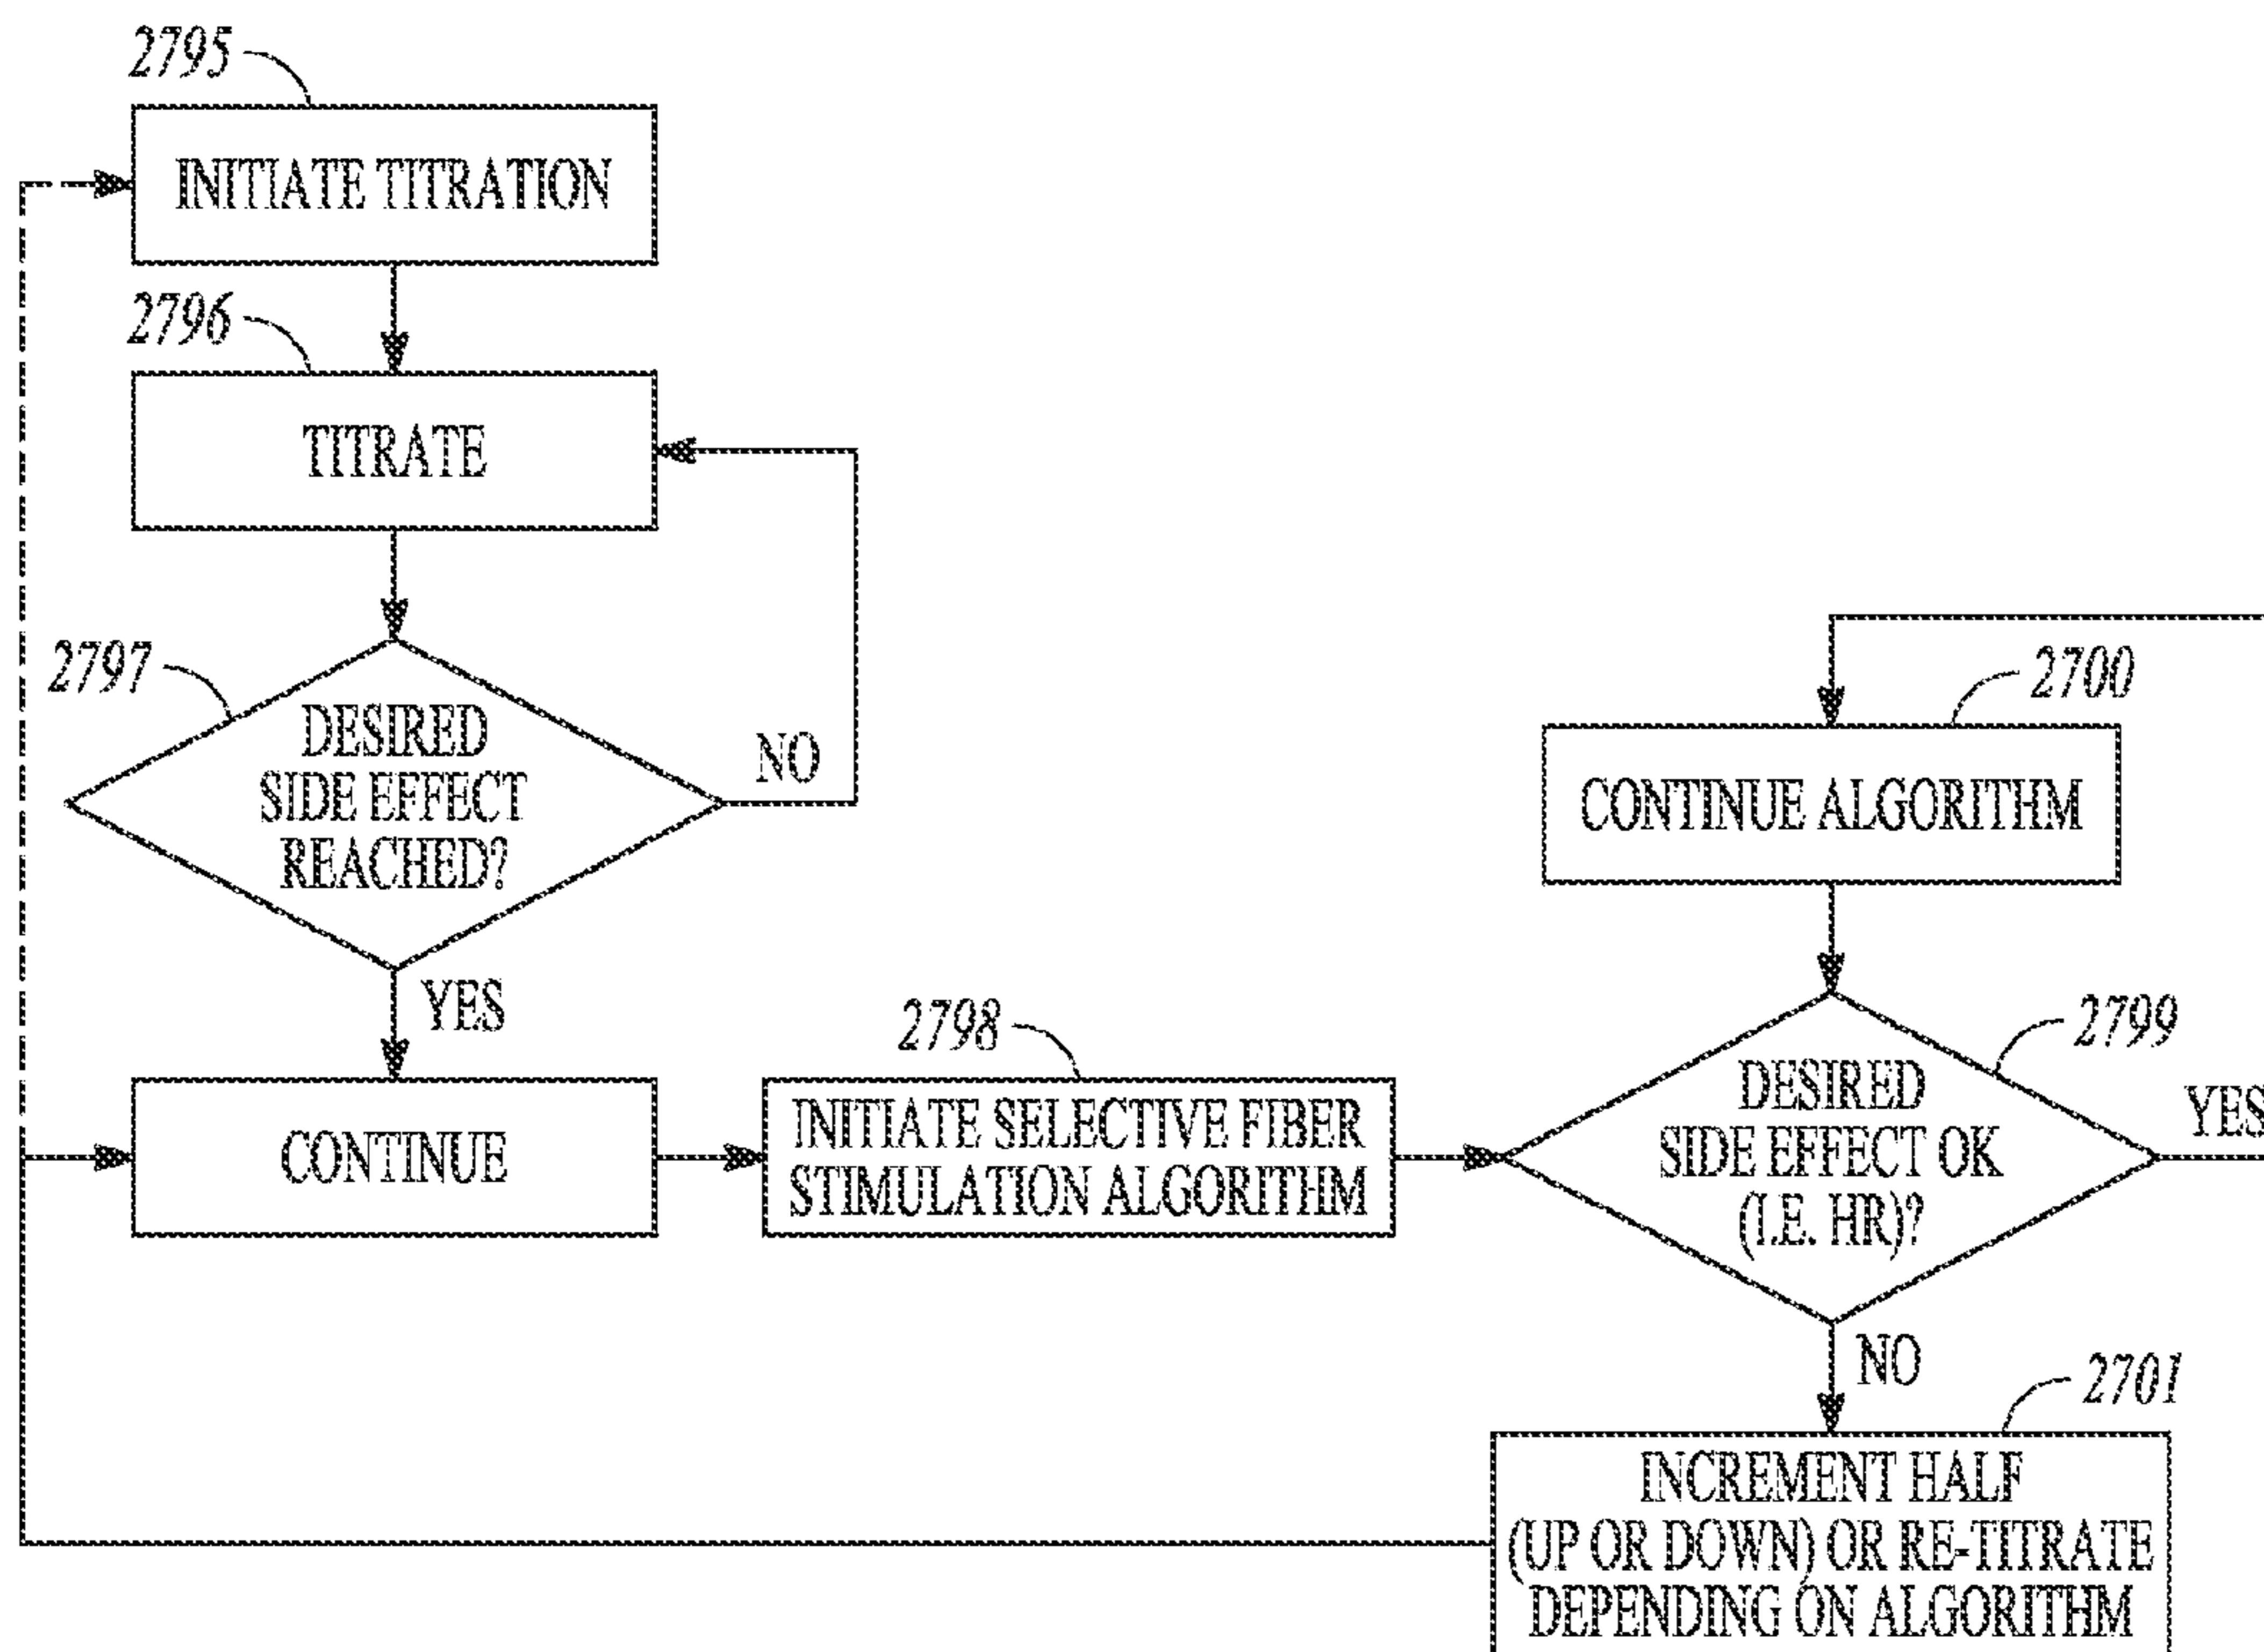 2795
INITIATE TITRATION
2796
TITRATE
2797
DESIRED
SIDE EFFECT
REACHED?
NO
YES
CONTINUE
2798
INITIATE SELECTIVE FIBER
STIMULATION ALGORITHM
2700
CONTINUE ALGORITHM
2799
DESIRED
SIDE EFFECT OK
(I.E. HR)?
YES
NO
2701
INCREMENT HALF
(UP OR DOWN) OR RE-TITRATE
DEPENDING ON ALGORITHM